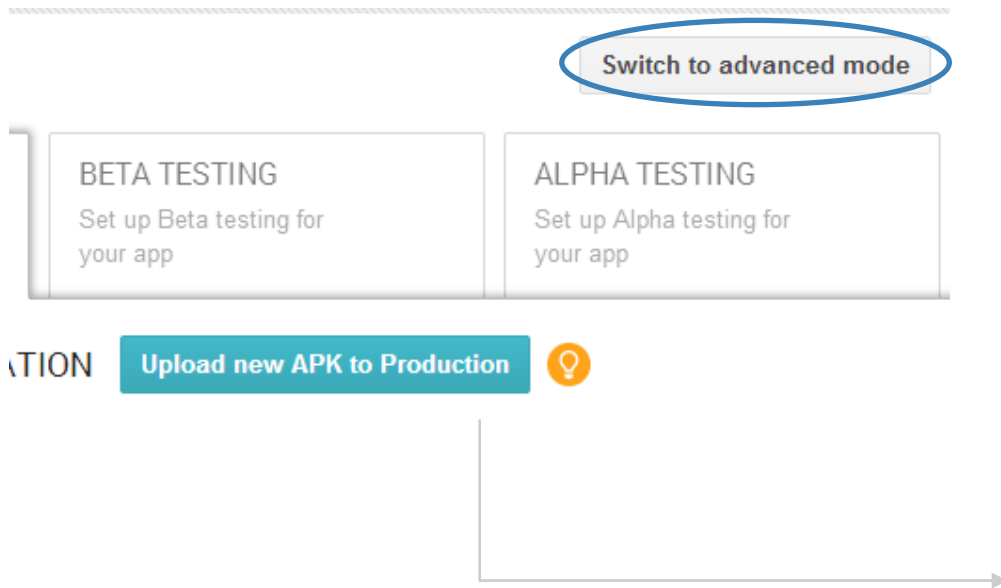 Switch to advanced mode
BETA TESTING
Set up Beta testing for
your app
ALPHA TESTING
Set up Alpha testing for
your app
ATION Upload new APK to Production